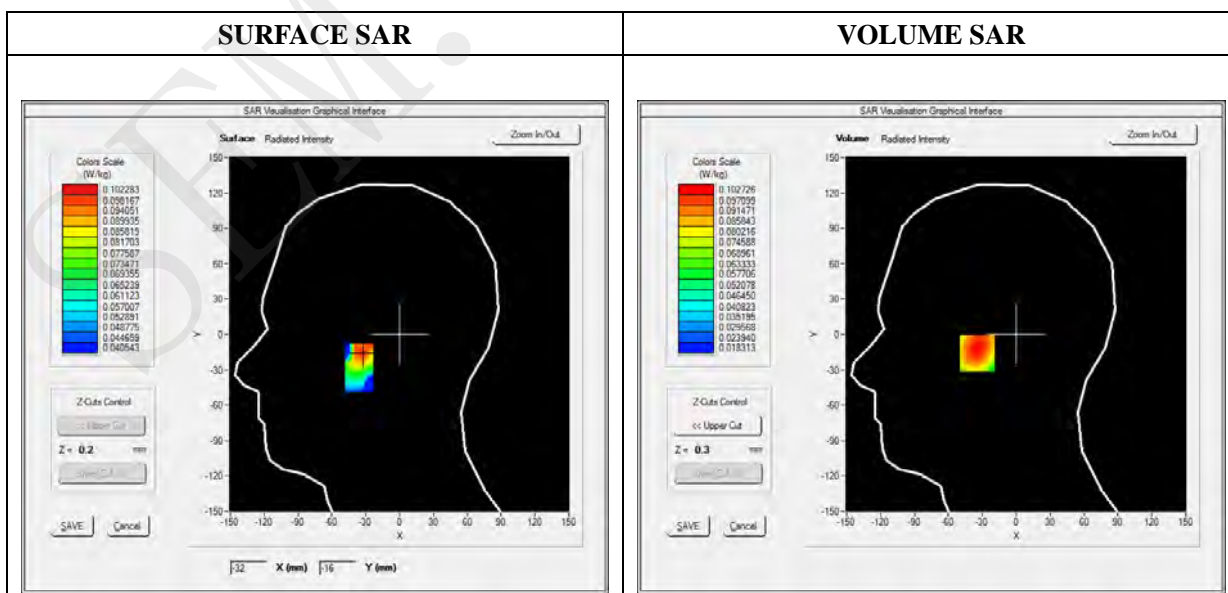 SURFACE SAR
SAR Visualisation Graphical Interface
Surface Radiated Intensity
Zoom In/Out
Colors Scale
(W/kg)
0.102283
0.098167
0.094051
0.089935
0.085819
0.081703
0.077587
0.073471
0.069355
0.065239
0.061123
0.057007
0.052891
0.048775
0.044659
0.040543
150
120
90
60
30
0
-30
-60
-90
-120
-150
Y
-150 -120 -90 -60 -30 0 30 60 90 120 150
X
Z-Cuts Control
<< Upper Cut
Z = 0.2 mm
SAVE Cancel
-32 X (mm) -16 Y (mm)
VOLUME SAR
SAR Visualisation Graphical Interface
Volume Radiated Intensity
Zoom In/Out
Colors Scale
(W/kg)
0.102726
0.097099
0.091471
0.085843
0.080216
0.074588
0.068961
0.063333
0.057706
0.052078
0.046450
0.040823
0.035195
0.029568
0.023940
0.018313
150
120
90
60
30
0
-30
-60
-90
-120
-150
Y
-150 -120 -90 -60 -30 0 30 60 90 120 150
X
Z-Cuts Control
<< Upper Cut
Z = 0.3 mm
SAVE Cancel
SEM.